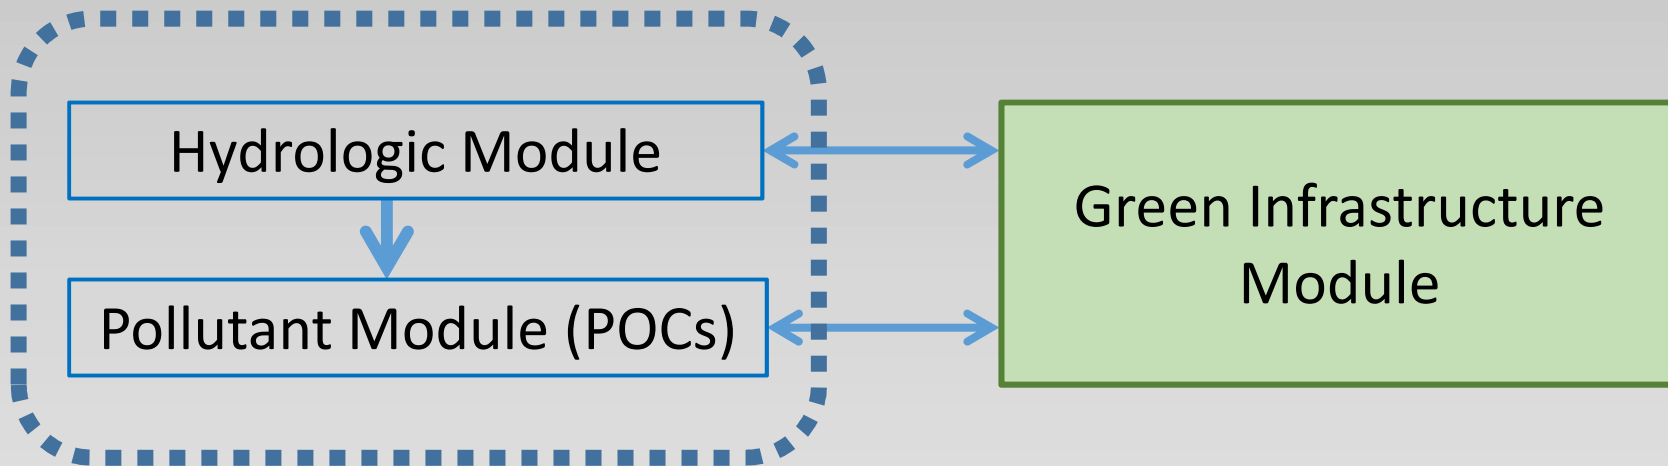 Hydrologic Module
Pollutant Module (POCs)
Green Infrastructure
Module